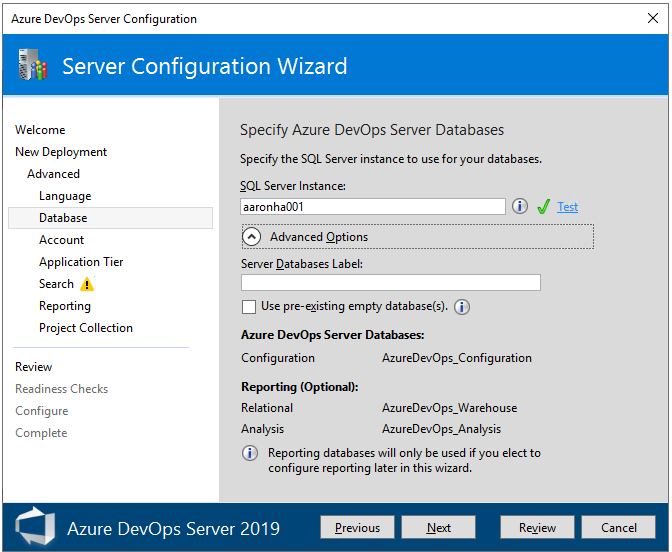 Azure DevOps Server Configuration
Server Configuration Wizard
Welcome
New Deployment
Advanced
Language
Database
Account
Application Tier
Search
Reporting
Project Collection
Review
Readiness Checks
Configure
Complete
Specify Azure DevOps Server Databases
Specify the SQL Server instance to use for your databases.
SQL Server Instance:
aaronha001 Test
Advanced Options
Server Databases Label:
Use pre-existing empty database(s).
Azure DevOps Server Databases:
Configuration AzureDevOps_Configuration
Reporting (Optional):
Relational AzureDevOps_Warehouse
Analysis AzureDevOps_Analysis
Reporting databases will only be used if you elect to
configure reporting later in this wizard.
Azure DevOps Server 2019 Previous Next Review Cancel